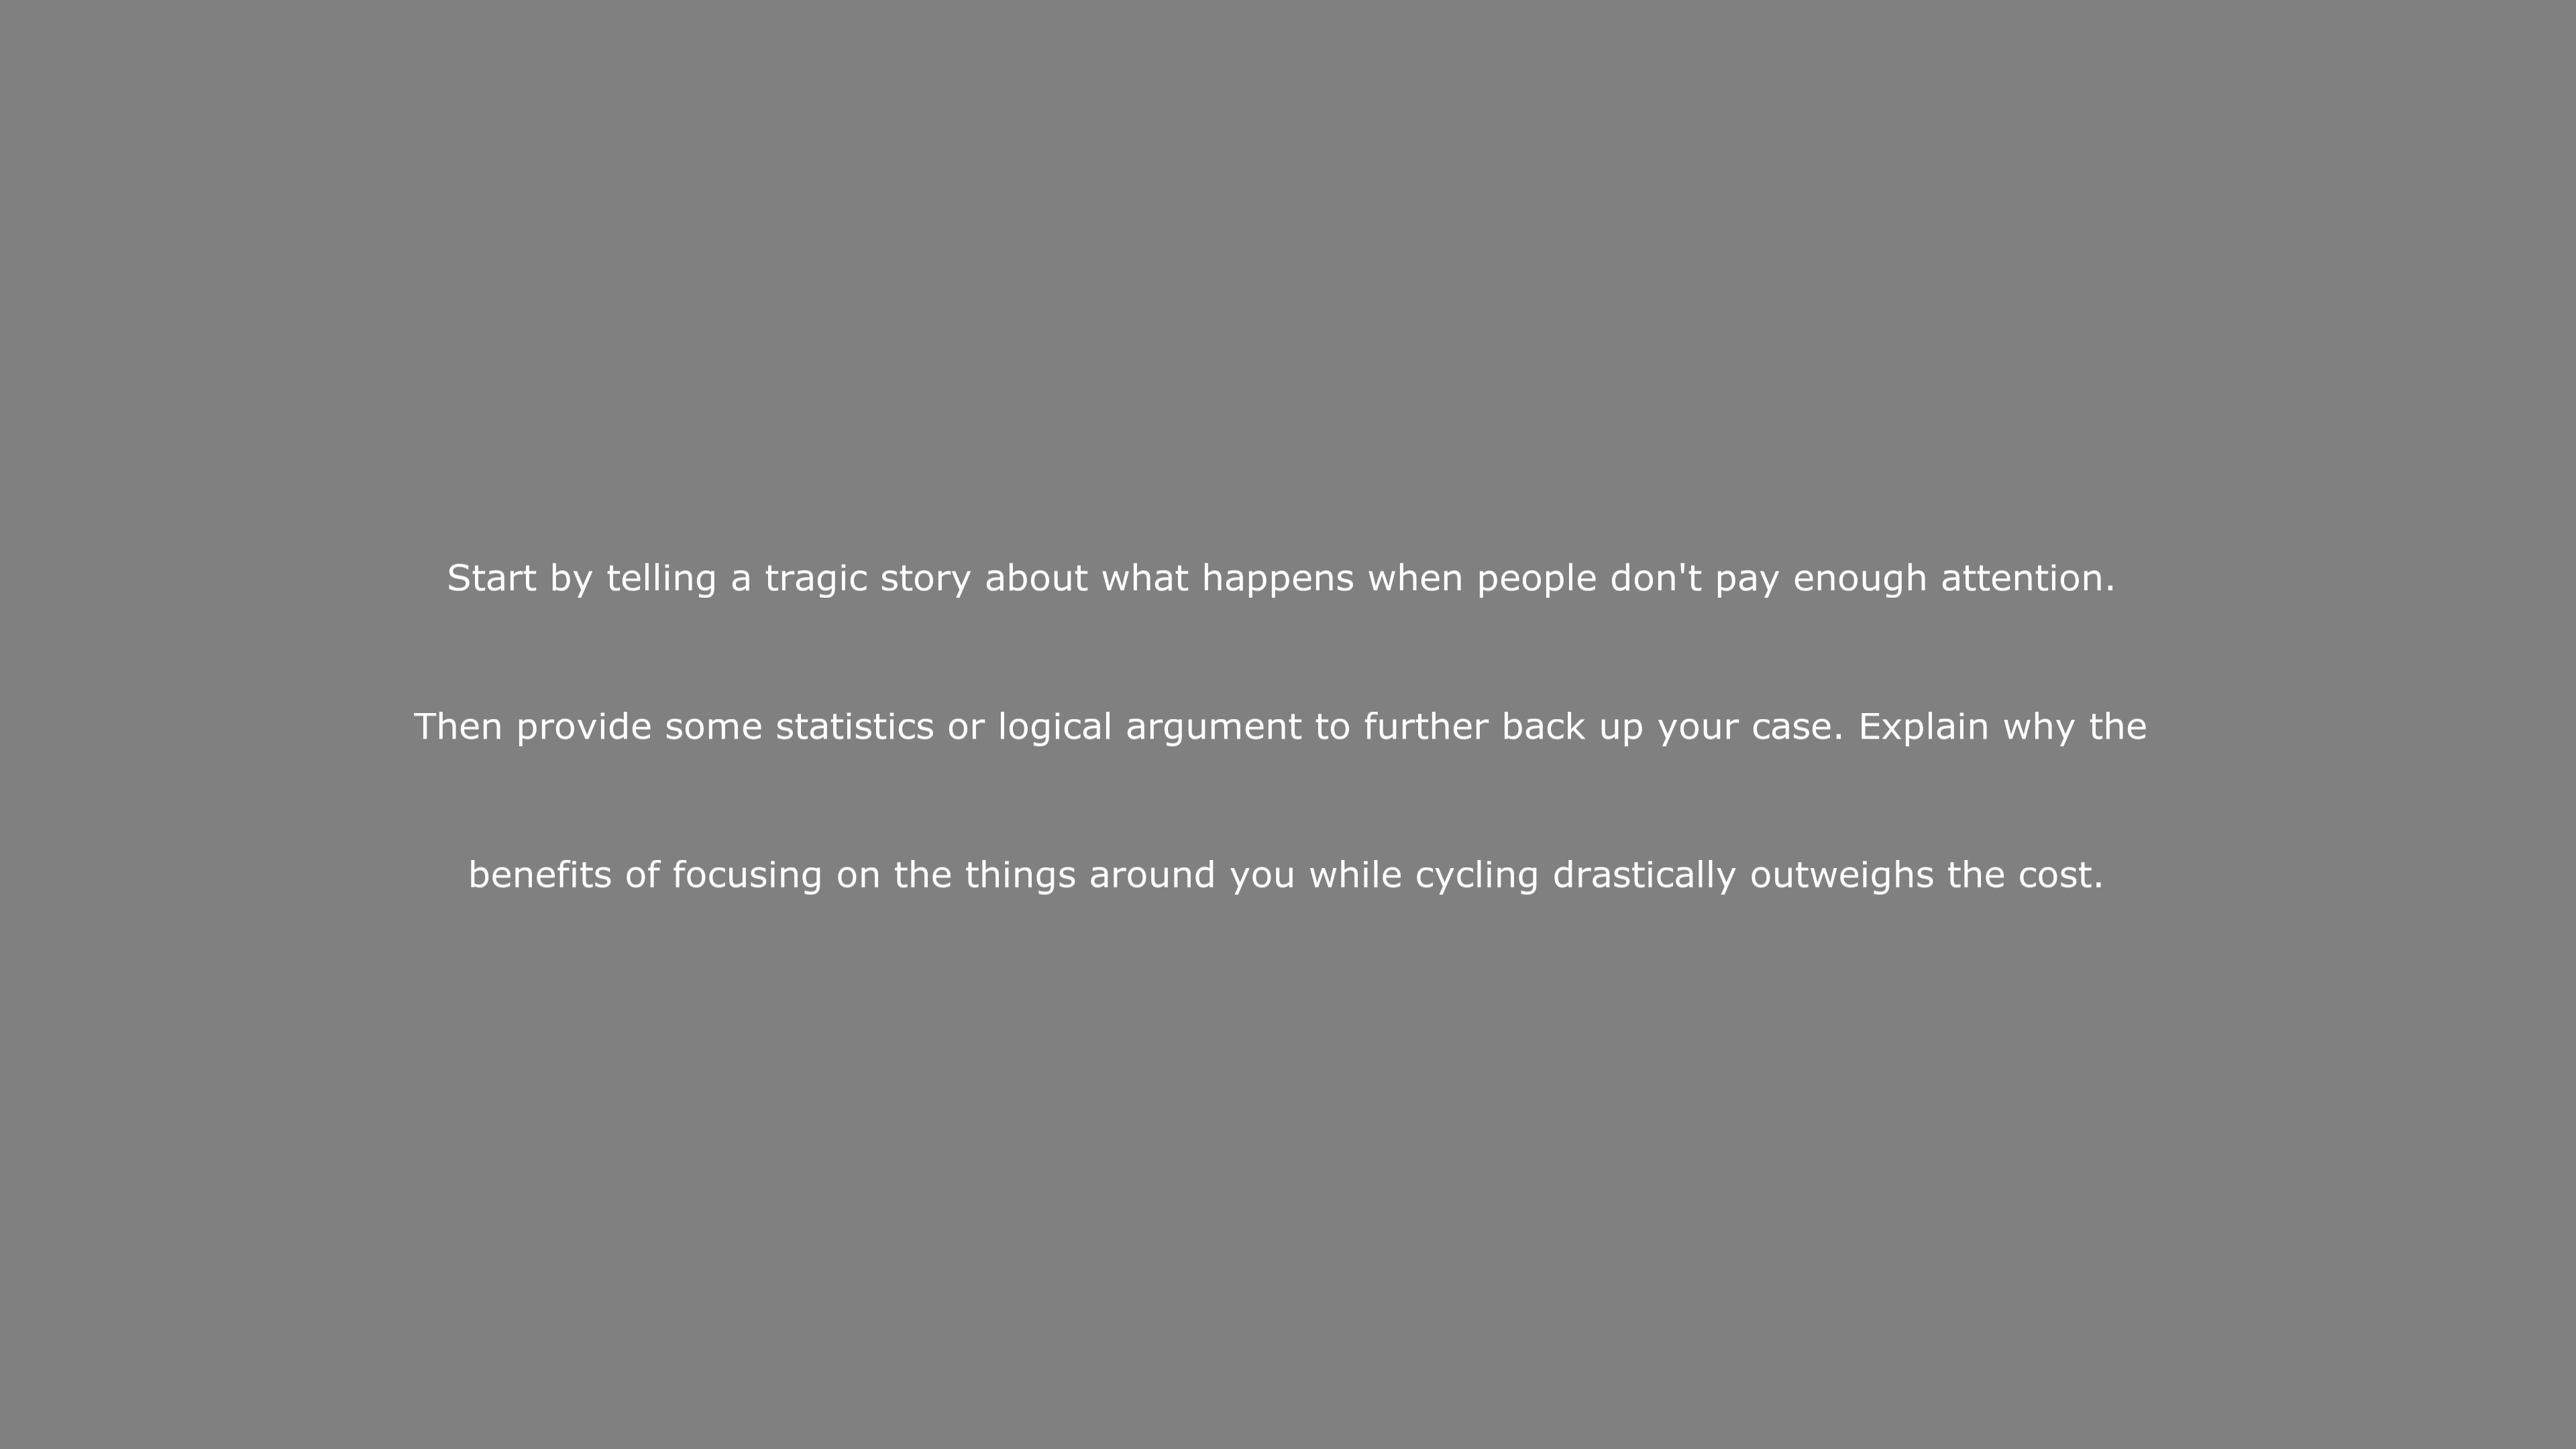 Start by telling a tragic story about what happens when people don't pay enough attention.
Then provide some statistics or logical argument to further back up your case. Explain why the
benefits of focusing on the things around you while cycling drastically outweighs the cost.